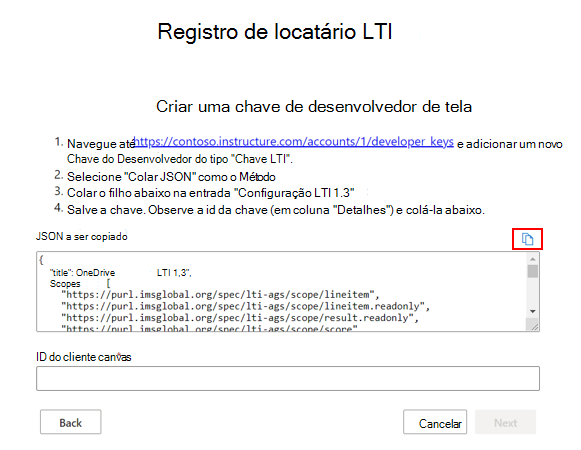 Registro de locatário LTI
Criar uma chave de desenvolvedor de tela
1. Navegue até https://contoso.instructure.com/accounts/1/developer_keys e adicionar um novo
Chave do Desenvolvedor do tipo "Chave LTI".
2. Selecione "Colar JSON" como o Método
3. Colar o filho abaixo na entrada "Configuração LTI 1.3"
4. Salve a chave. Observe a id da chave (em coluna "Detalhes") e colá-la abaixo.
JSON a ser copiado
{
"title": OneDrive LTI 1,3",
Scopes [
"https://purl.imsglobal.org/spec/lti-ags/scope/lineitem",
"https://purl.imsglobal.org/spec/lti-ags/scope/lineitem.readonly",
"https://purl.imsglobal.org/spec/lti-ags/scope/result.readonly",
"https://purl.imsglobal.org/spec/lti-ags/scope/score"
ID do cliente canvas
Back
Cancelar
Next